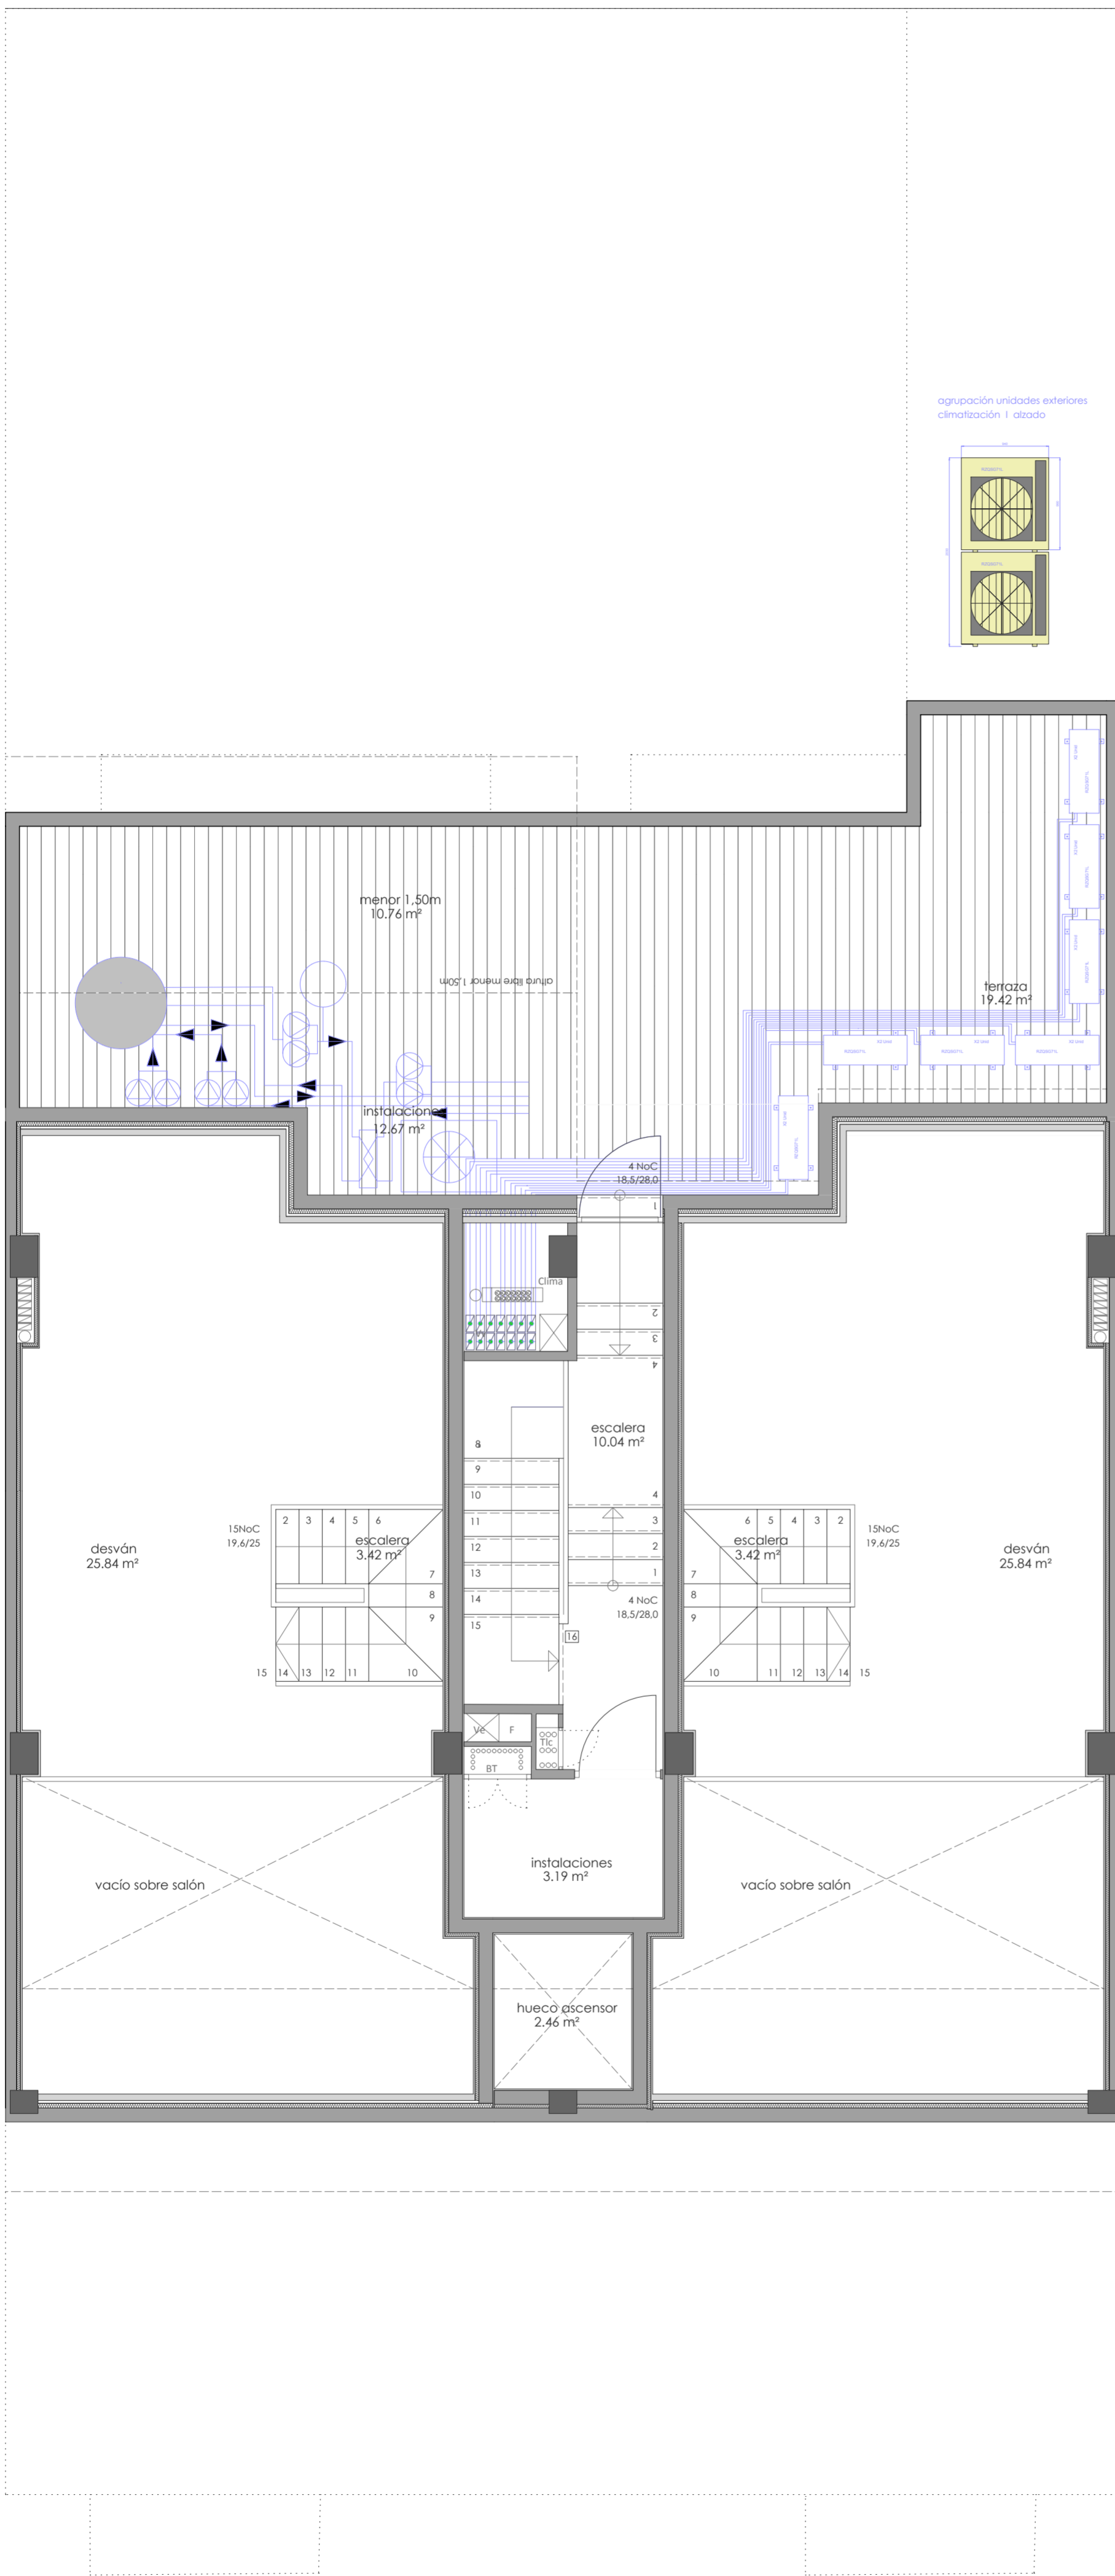 agrupación unidades exteriores
climatización I alzado
menor 1,50m
10.76 m²
altura libre menor 1,50m
terraza
19.42 m²
instalaciones
12.67 m²
4 NoC
18,5/28,0
1
Clima
2
3
4
escalera
10.04 m²
8
9
10
11
12
13
14
15
16
4
3
2
1
4 NoC
18,5/28,0
desván
25.84 m²
15NoC
19,6/25
2 3 4 5 6
escalera
3.42 m²
7
8
9
15 14 13 12 11 10
6 5 4 3 2
escalera
3.42 m²
7
8
9
10 11 12 13 14 15
15NoC
19,6/25
desván
25.84 m²
Ve F
Tlc
BT
instalaciones
3.19 m²
vacío sobre salón
vacío sobre salón
hueco ascensor
2.46 m²